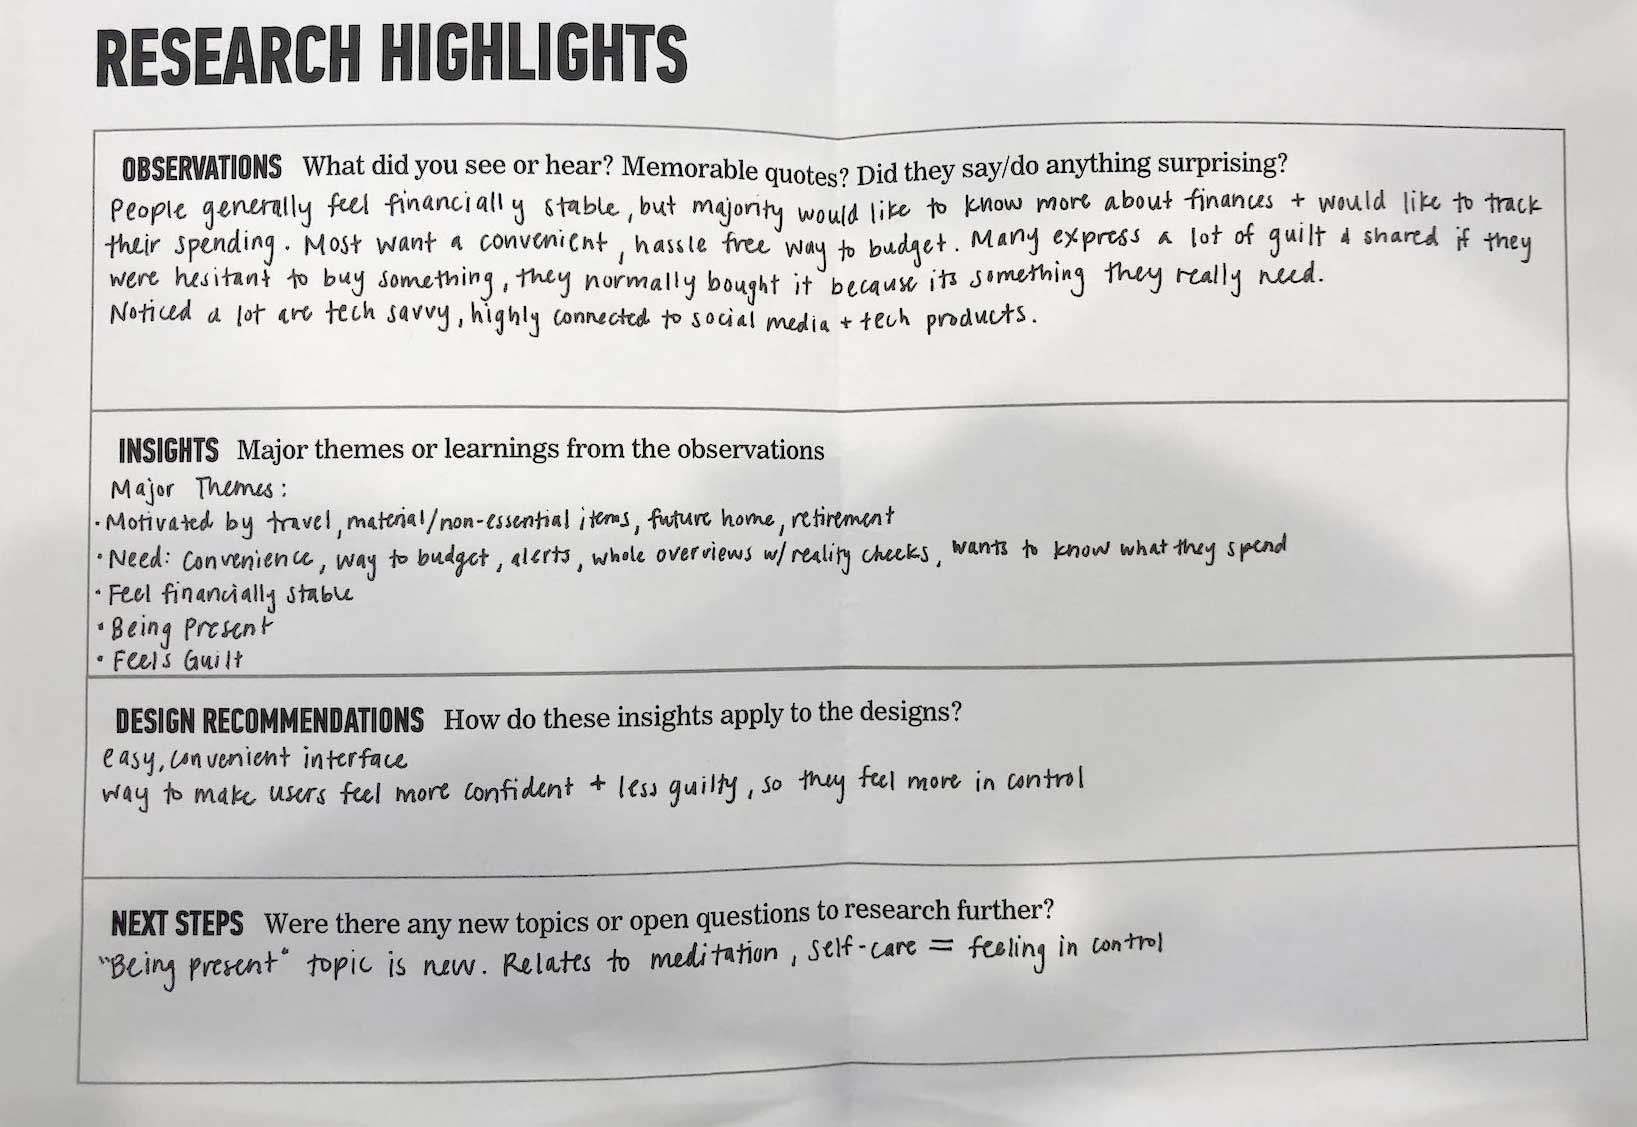 RESEARCH HIGHLIGHTS
OBSERVATIONS What did you see or hear? Memorable quotes? Did they say/do anything surprising?
People generally feel financially stable, but majority would like to know more about finances + would like to track
their spending. Most want a convenient, hassle free way to budget. Many express a lot of guilt & shared if they
were hesitant to buy something, they normally bought it because its something they really need.
Noticed a lot are tech savvy, highly connected to social media + tech products.
INSIGHTS Major themes or learnings from the observations
Major Themes:
• Motivated by travel, material/non-essential items, future home, retirement
• Need: convenience, way to budget, alerts, whole overviews w/ reality checks, wants to know what they spend
• Feel financially stable
• Being Present
• Feels Guilt
DESIGN RECOMMENDATIONS How do these insights apply to the designs?
easy, convenient interface
way to make users feel more confident + less guilty, so they feel more in control
NEXT STEPS Were there any new topics or open questions to research further?
"Being present" topic is new. Relates to meditation, self-care = feeling in control